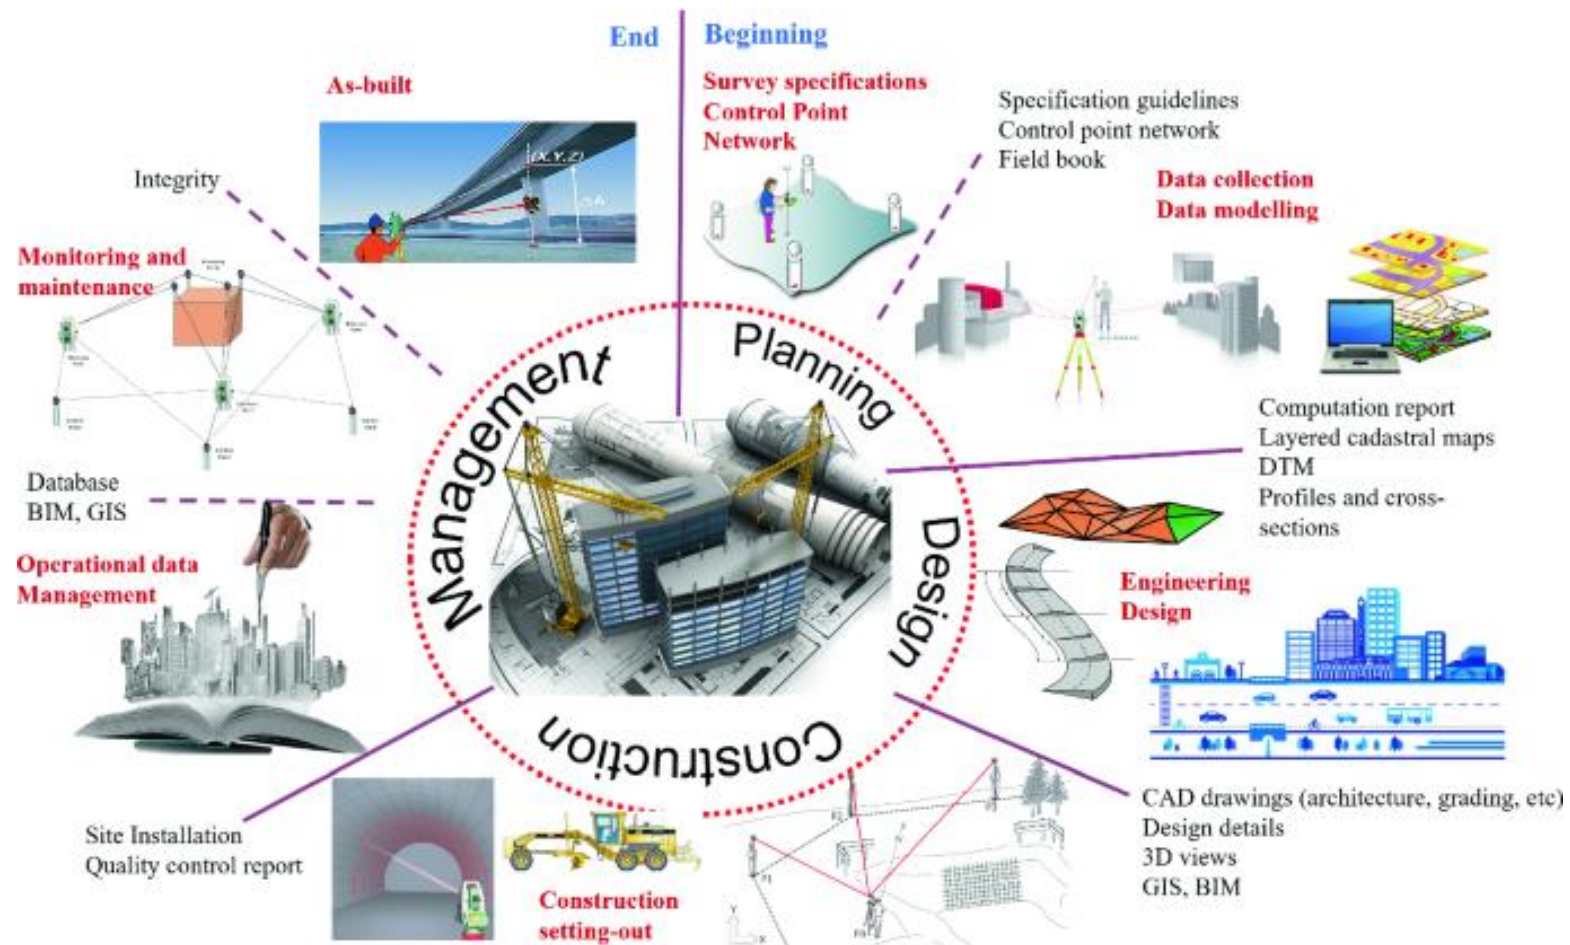 End
Beginning
Survey specifications
Control Point
Network
Specification guidelines
Control point network
Field book
Data collection
Data modelling
Computation report
Layered cadastral maps
DTM
Profiles and cross-
sections
Engineering
Design
CAD drawings (architecture, grading, etc)
Design details
3D views
GIS, BIM
Construction
setting-out
Site Installation
Quality control report
Operational data
Management
Database
BIM, GIS
Monitoring and
maintenance
Integrity
As-built
(X,Y,Z)
Planning
Design
Construction
Management
F1
F2
Y
X